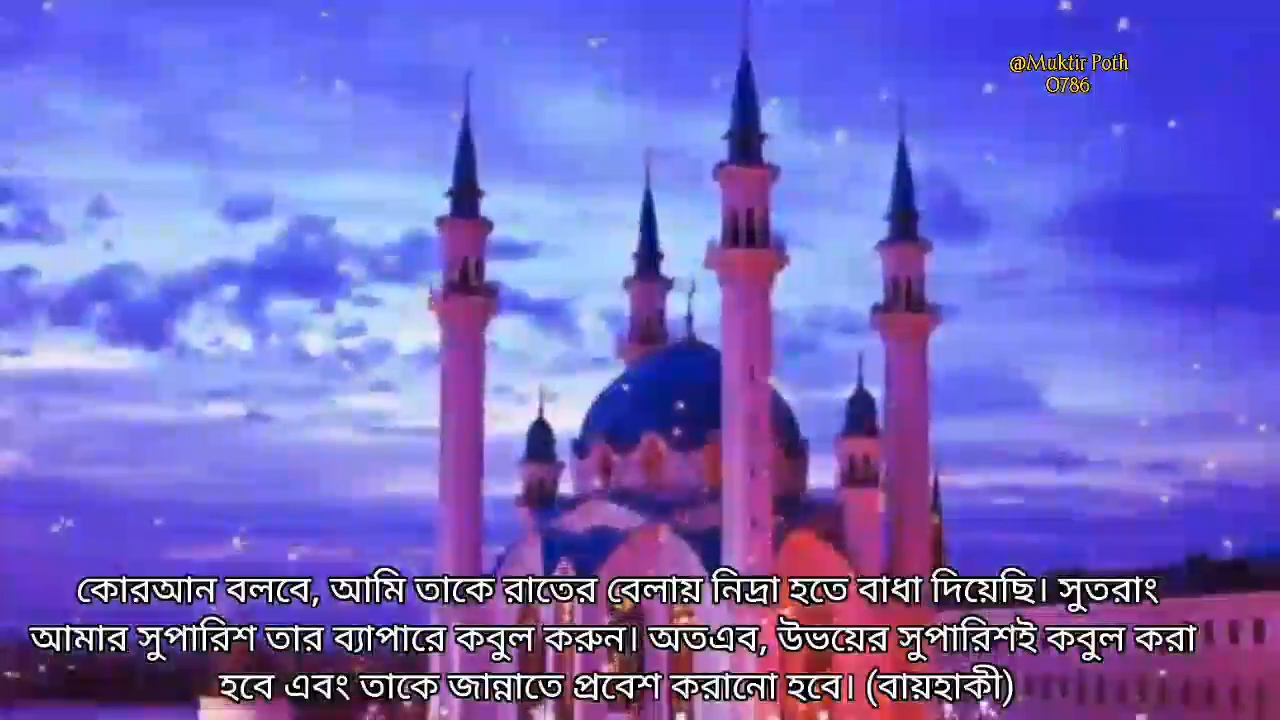 @Muktir Poth
0786
কোরআন বলবে, আমি তাকে রাতের বেলায় নিদ্রা হতে বাধা দিয়েছি। সুতরাং
আমার সুপারিশ তার ব্যাপারে কবুল করুন। অতএব, উভয়ের সুপারিশই কবুল করা
হবে এবং তাকে জান্নাতে প্রবেশ করানো হবে। (বায়হাকী)